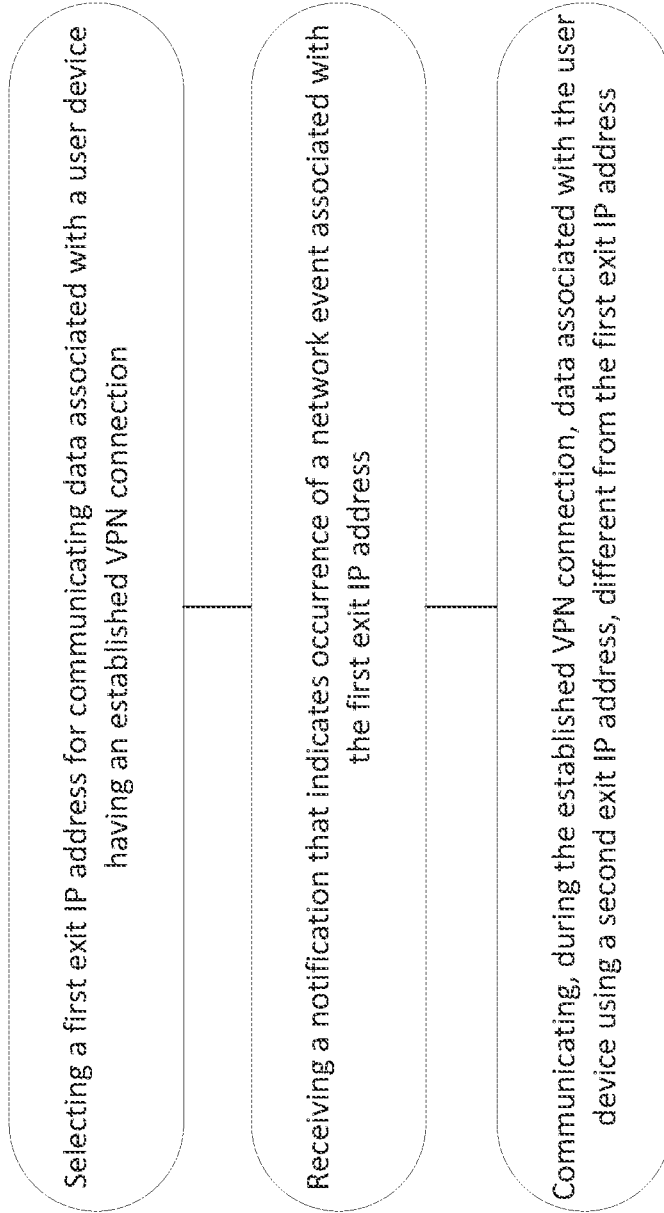 Selecting a first exit IP address for communicating data associated with a user device
having an established VPN connection
Receiving a notification that indicates occurrence of a network event associated with
the first exit IP address
Communicating, during the established VPN connection, data associated with the user
device using a second exit IP address, different from the first exit IP address